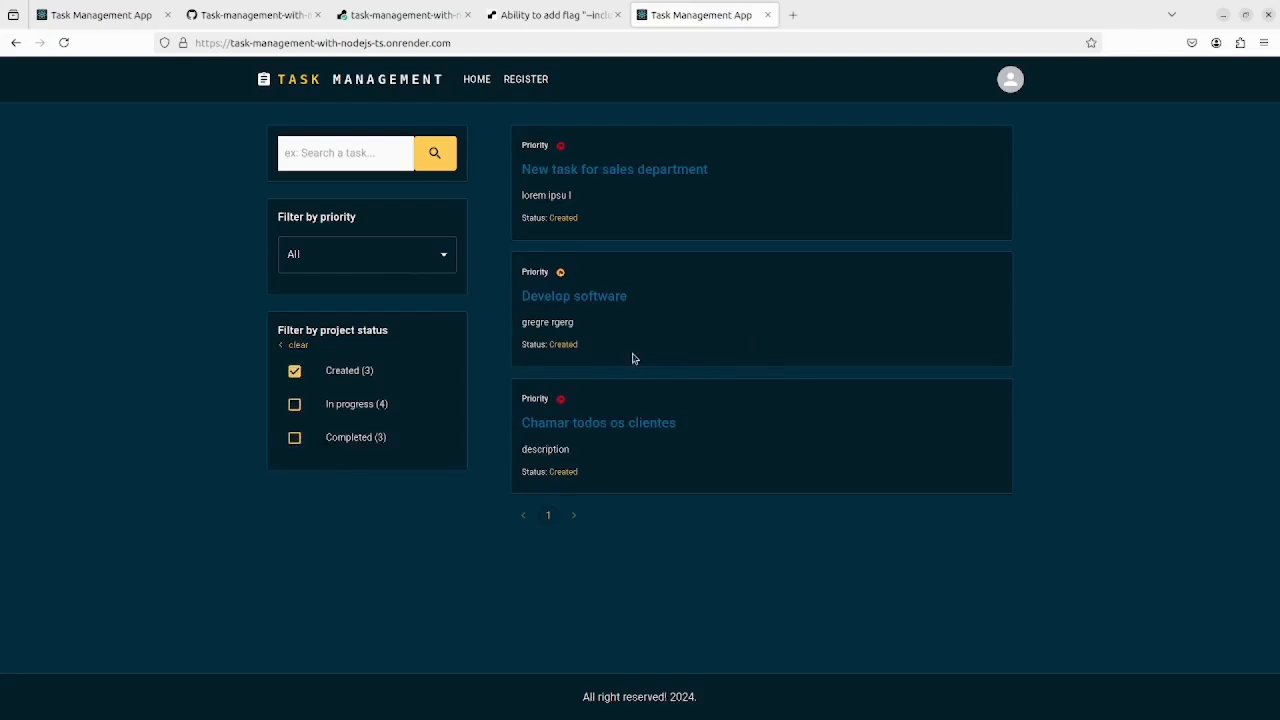 Task Management App
Task-management-with-n
task-management-with-n
Ability to add flag "--inclu
Task Management App
https://task-management-with-nodejs-ts.onrender.com
TASK MANAGEMENT
HOME
REGISTER
ex: Search a task...
Filter by priority
All
Filter by project status
clear
Created (3)
In progress (4)
Completed (3)
Priority
New task for sales department
lorem ipsu l
Status: Created
Priority
Develop software
gregre rgerg
Status: Created
Priority
Chamar todos os clientes
description
Status: Created
1
All right reserved! 2024.